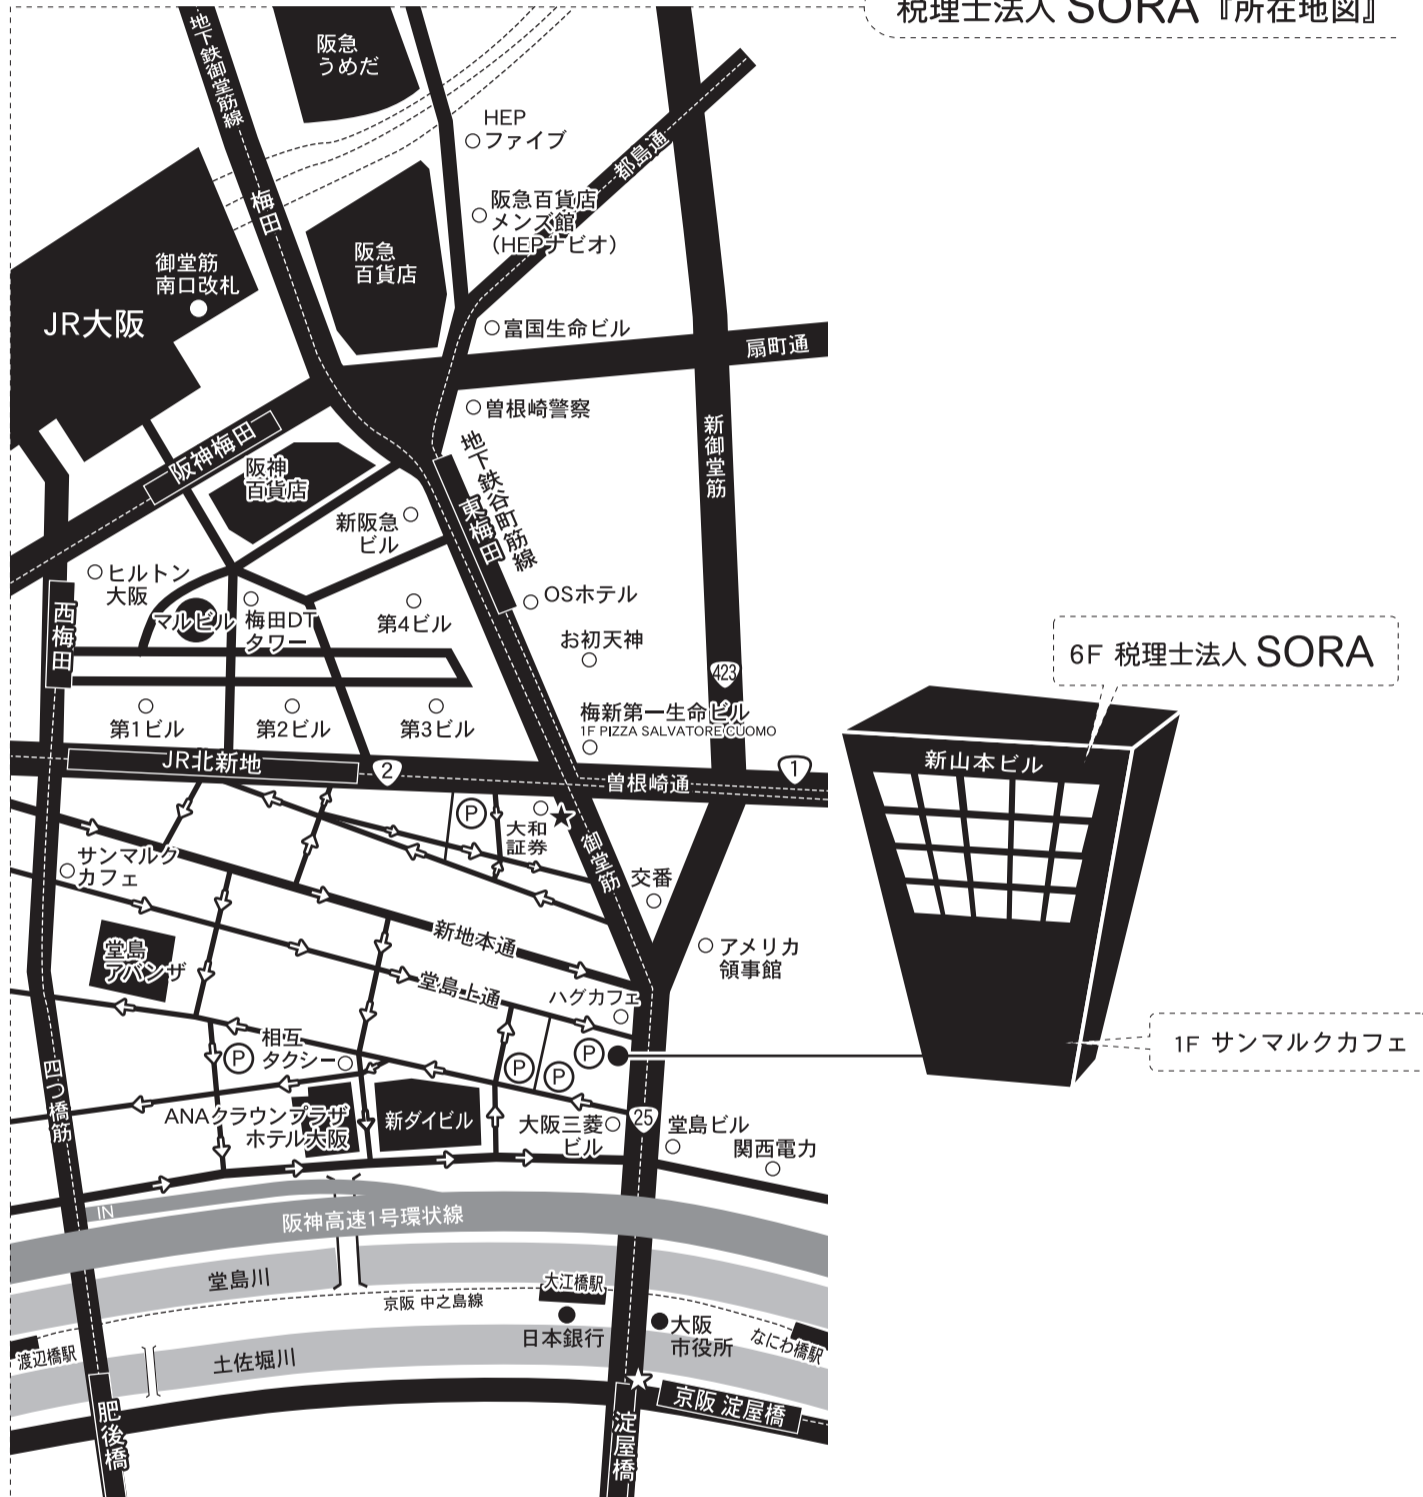 税理士法人 SORA『所在地図』
地下鉄御堂筋線
阪急
うめだ
HEP
ファイブ
都島通
梅田
阪急百貨店
メンズ館
（HEPナビオ）
阪急
百貨店
御堂筋
南口改札
JR大阪
富国生命ビル
扇町通
曽根崎警察
新御堂筋
阪神梅田
阪神
百貨店
地下鉄谷町筋線
東梅田
新阪急
ビル
ヒルトン
大阪
OSホテル
マルビル
梅田DT
タワー
第4ビル
西梅田
お初天神
423
6F 税理士法人 SORA
第1ビル
第2ビル
第3ビル
梅新第一生命ビル
1F PIZZA SALVATORE CUOMO
JR北新地
2
曽根崎通
1
新山本ビル
P
大和
証券
御堂筋
サンマルク
カフェ
交番
新地本通
堂島
アバンザ
堂島上通
アメリカ
領事館
ハグカフェ
相互
タクシー
P
P
P
P
1F サンマルクカフェ
四つ橋筋
ANAクラウンプラザ
ホテル大阪
新ダイビル
大阪三菱
ビル
25
堂島ビル
関西電力
IN
阪神高速1号環状線
堂島川
大江橋駅
京阪 中之島線
日本銀行
大阪
市役所
なにわ橋駅
渡辺橋駅
土佐堀川
京阪 淀屋橋
肥後橋
淀屋橋